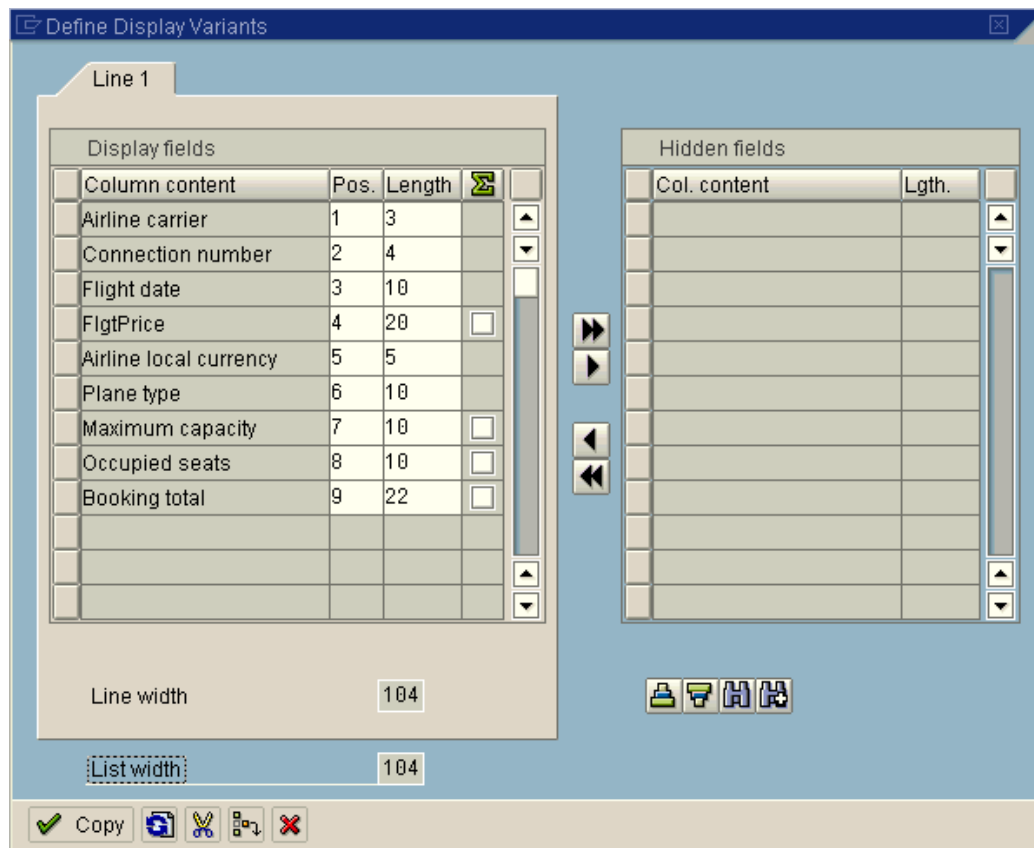 Define Display Variants
Line 1
Display fields
Column content Pos. Length Σ
Airline carrier 1 3
Connection number 2 4
Flight date 3 10
FlgtPrice 4 20
Airline local currency 5 5
Plane type 6 10
Maximum capacity 7 10
Occupied seats 8 10
Booking total 9 22
Line width 104
List width 104
Hidden fields
Col. content Lgth.
Copy